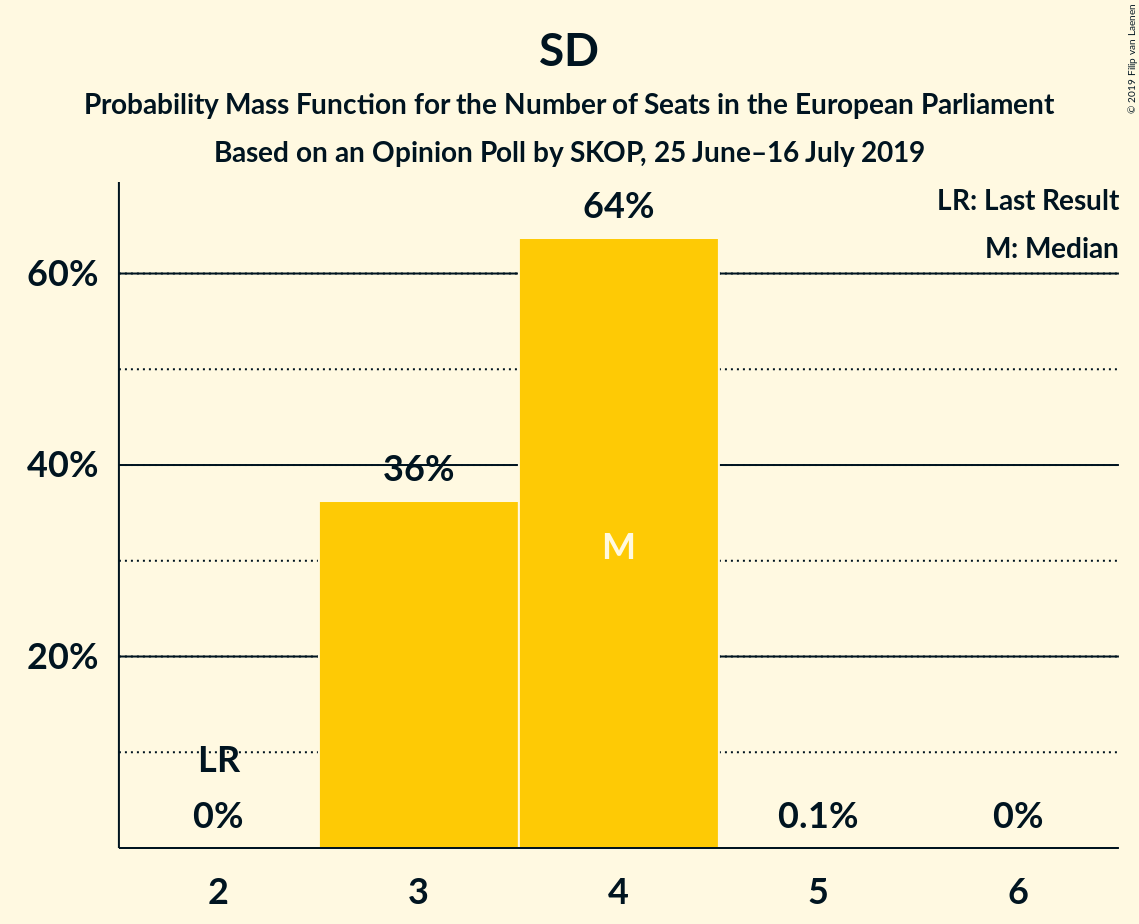 SD
Probability Mass Function for the Number of Seats in the European Parliament
Based on an Opinion Poll by SKOP, 25 June–16 July 2019
© 2019 Filip van Laenen
LR: Last Result
M: Median
64%
60%
40%
36%
M
20%
LR
0%
0.1%
0%
2 3 4 5 6